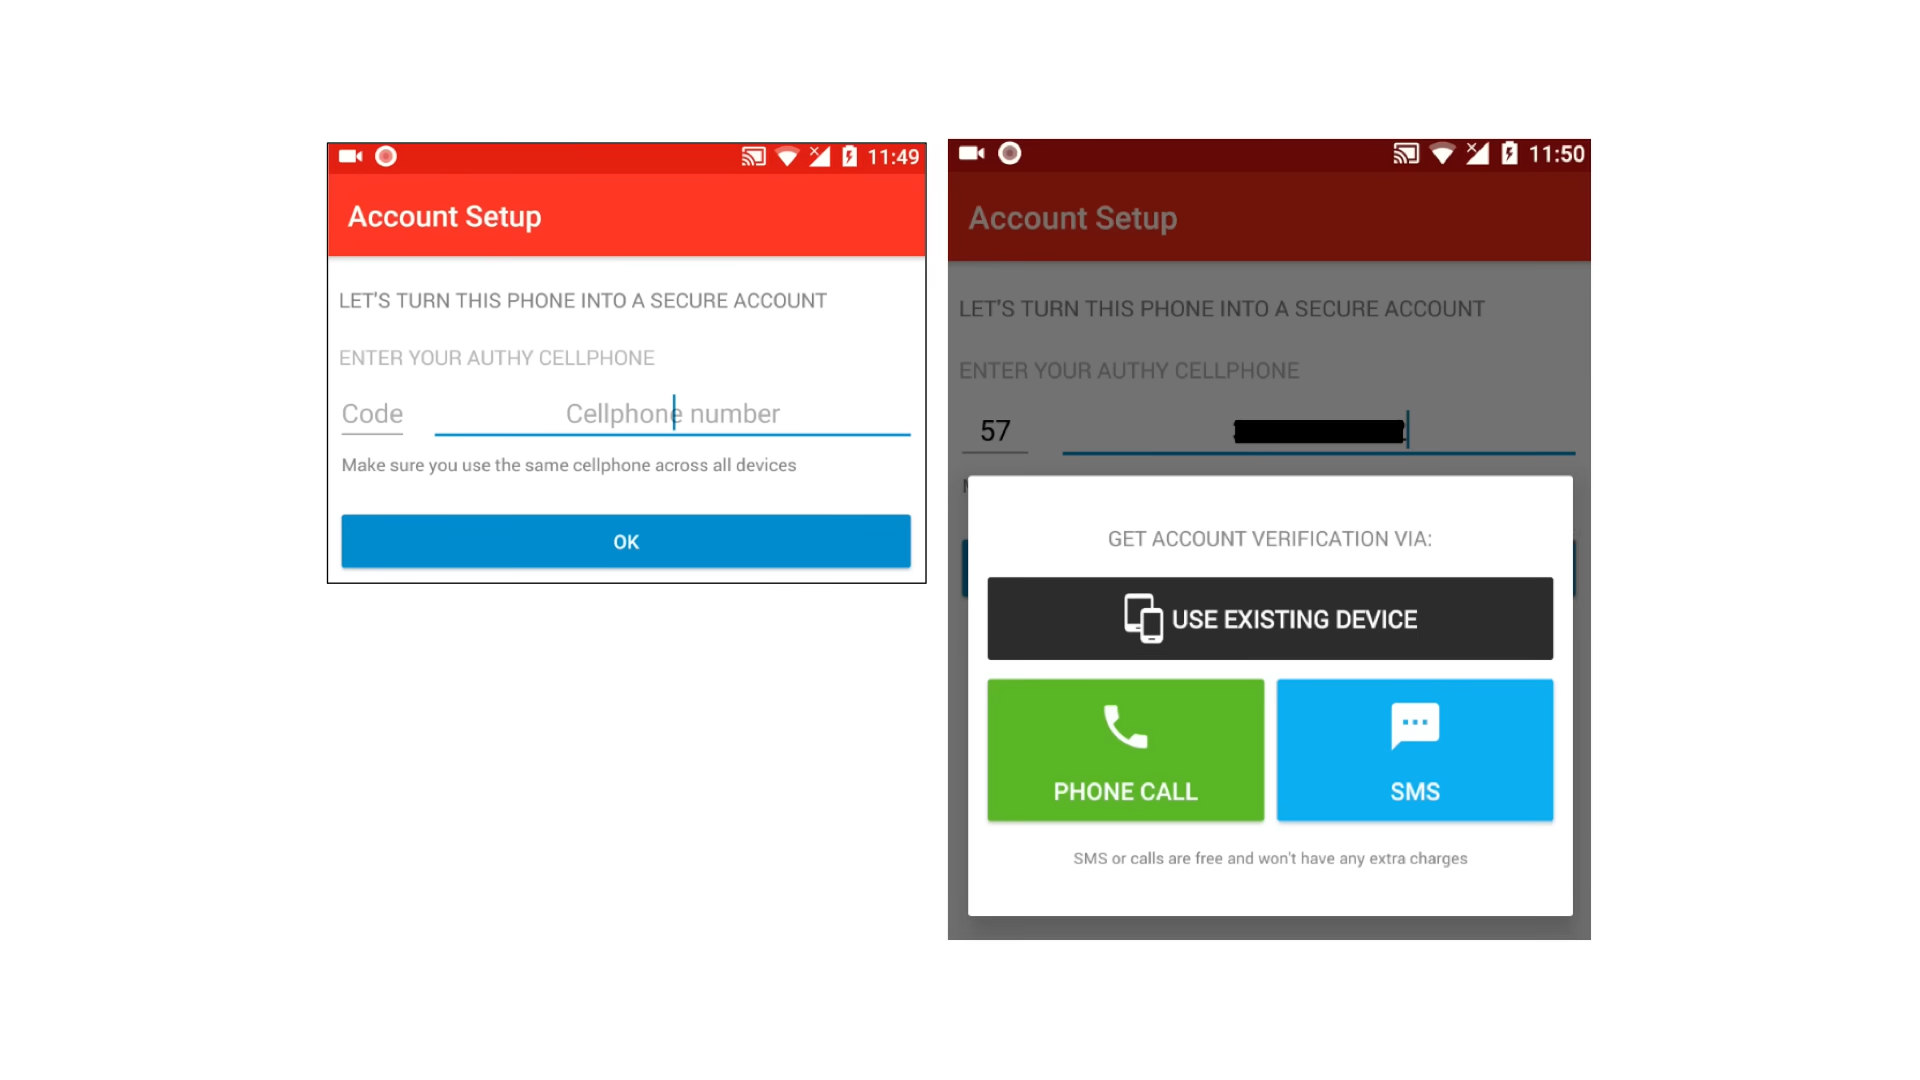 11:49
Account Setup
LET'S TURN THIS PHONE INTO A SECURE ACCOUNT
ENTER YOUR AUTHY CELLPHONE
Code Cellphone number
Make sure you use the same cellphone across all devices
OK
11:50
Account Setup
LET'S TURN THIS PHONE INTO A SECURE ACCOUNT
ENTER YOUR AUTHY CELLPHONE
57
GET ACCOUNT VERIFICATION VIA:
USE EXISTING DEVICE
PHONE CALL
SMS
SMS or calls are free and won't have any extra charges